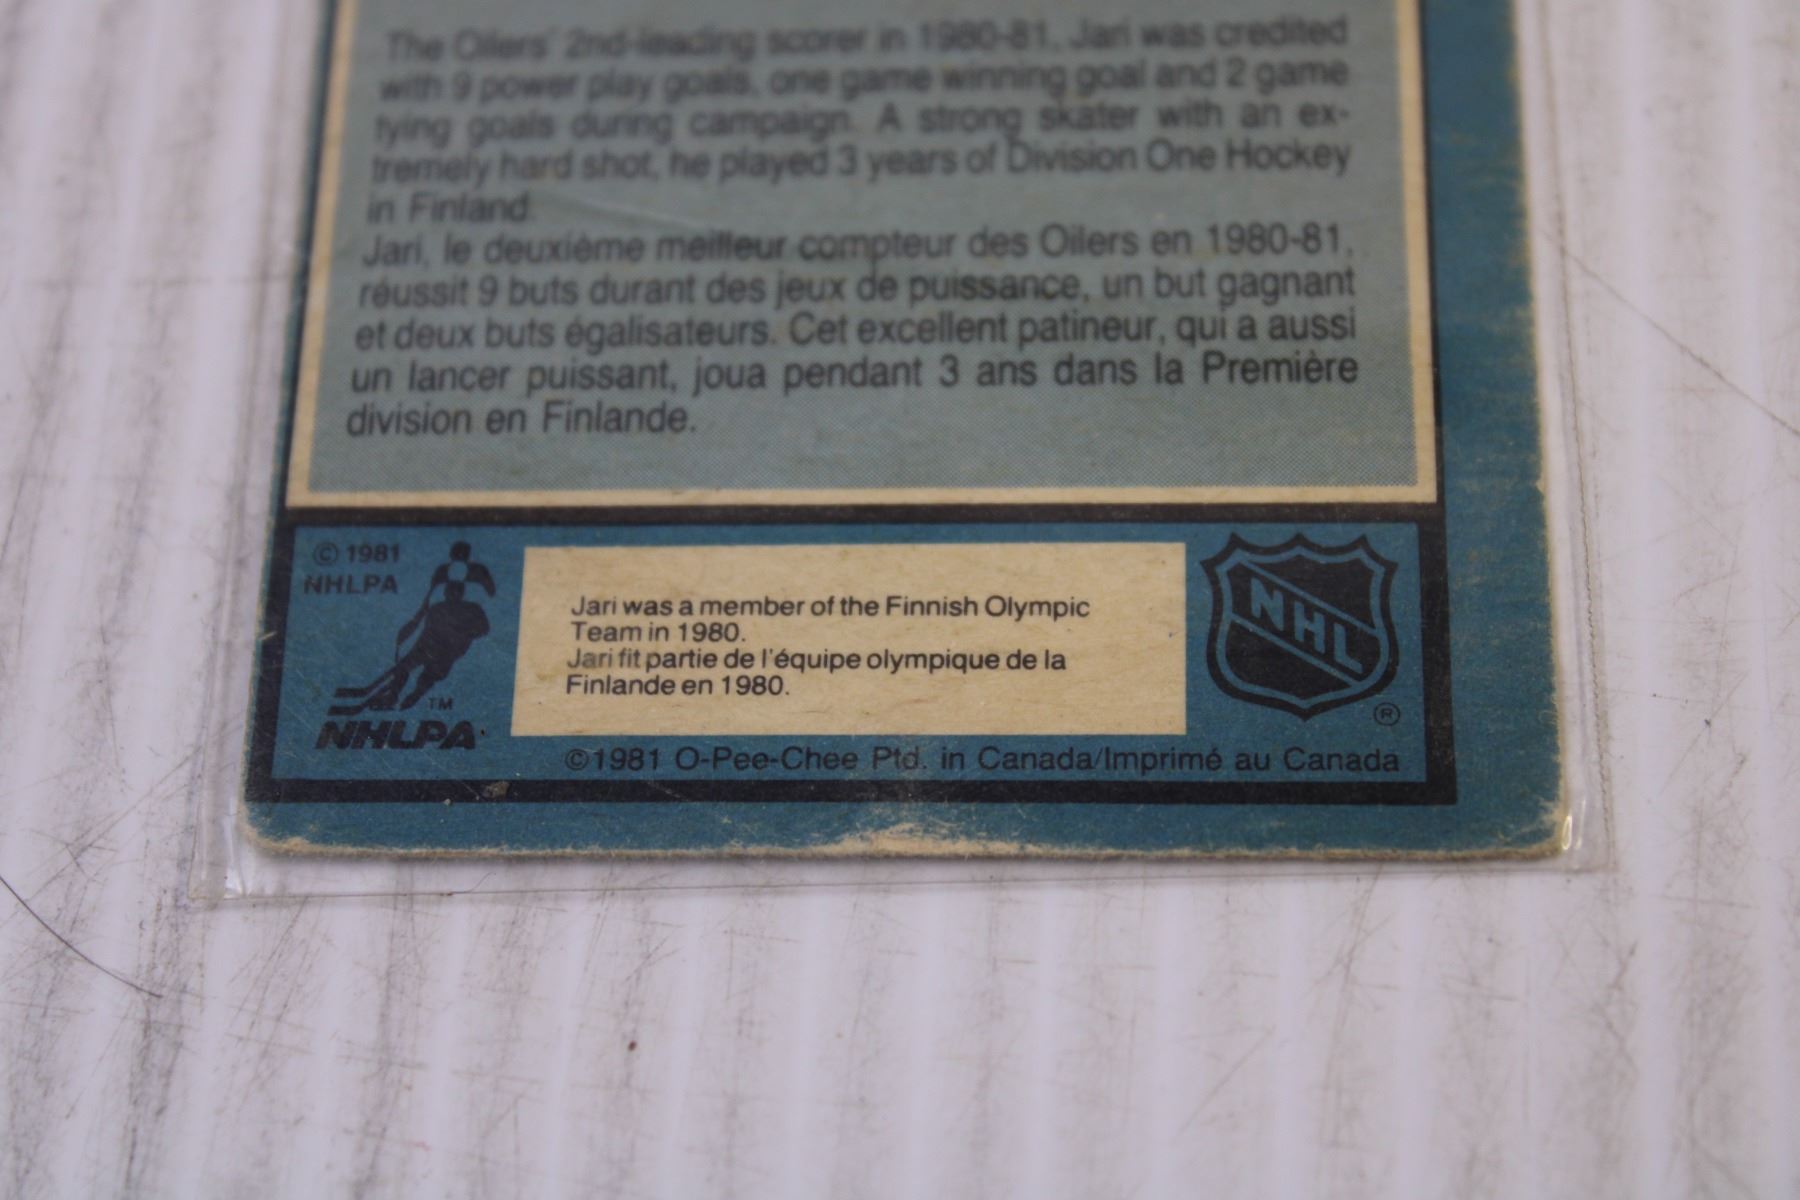 The Oilers' 2nd-leading scorer in 1980-81, Jari was credited
with 9 power play goals, one game winning goal and 2 game
tying goals during campaign. A strong skater with an ex-
tremely hard shot, he played 3 years of Division One Hockey
in Finland.
Jari, le deuxième meilleur compteur des Oilers en 1980-81,
réussit 9 buts durant des jeux de puissance, un but gagnant
et deux buts égalisateurs. Cet excellent patineur, qui a aussi
un lancer puissant, joua pendant 3 ans dans la Première
division en Finlande.
© 1981
NHLPA
TM
NHLPA
Jari was a member of the Finnish Olympic
Team in 1980.
Jari fit partie de l'équipe olympique de la
Finlande en 1980.
NHL
®
©1981 O-Pee-Chee Ptd. in Canada/Imprimé au Canada